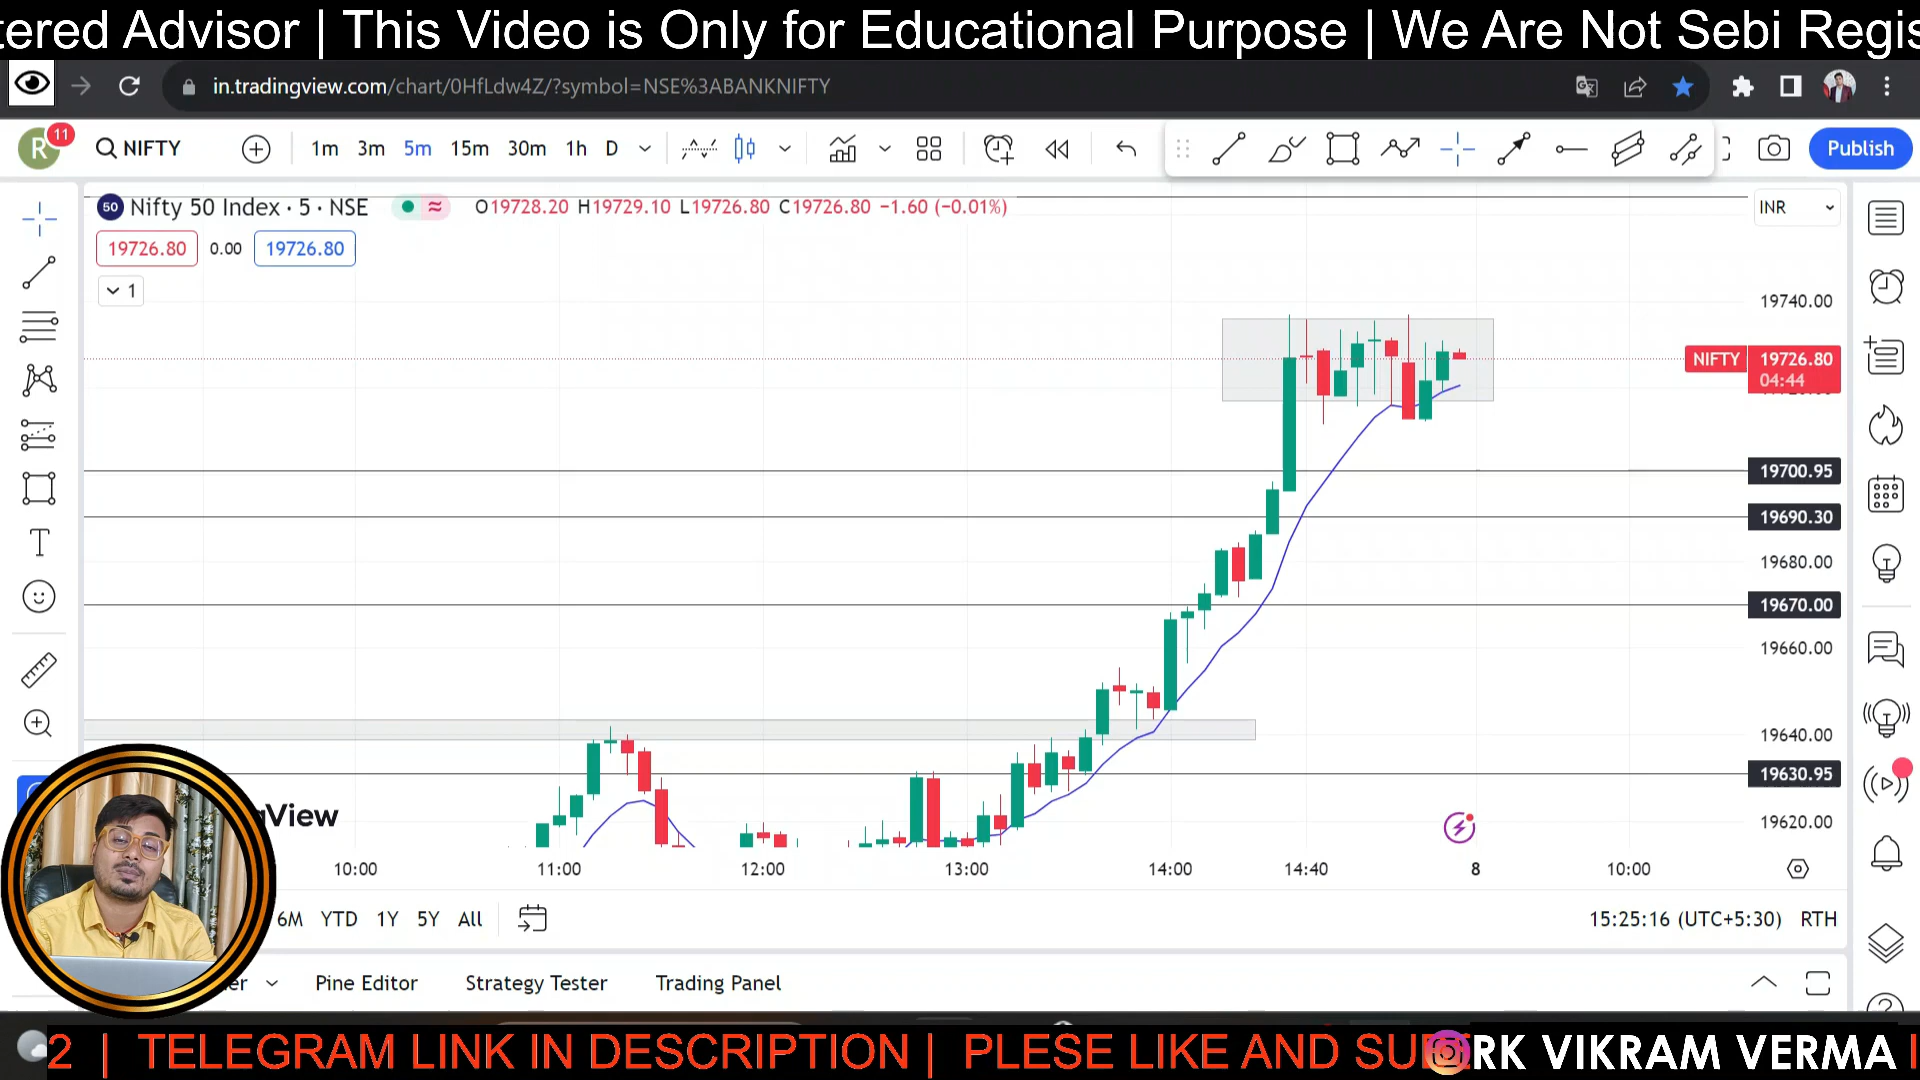 tered Advisor | This Video is Only for Educational Purpose | We Are Not Sebi Regis
in.tradingview.com/chart/0HfLdw4Z/?symbol=NSE%3ABANKNIFTY
R 11 NIFTY 1m 3m 5m 15m 30m 1h D Publish
50 Nifty 50 Index · 5 · NSE O19728.20 H19729.10 L19726.80 C19726.80 −1.60 (−0.01%) INR
19726.80 0.00 19726.80
1
19740.00
NIFTY 19726.80
04:44
19700.95
19690.30
19680.00
19670.00
19660.00
19640.00
19630.95
19620.00
gView
10:00 11:00 12:00 13:00 14:00 14:40 8 10:00
6M YTD 1Y 5Y All 15:25:16 (UTC+5:30) RTH
er Pine Editor Strategy Tester Trading Panel
2 | TELEGRAM LINK IN DESCRIPTION | PLESE LIKE AND SU RK VIKRAM VERMA